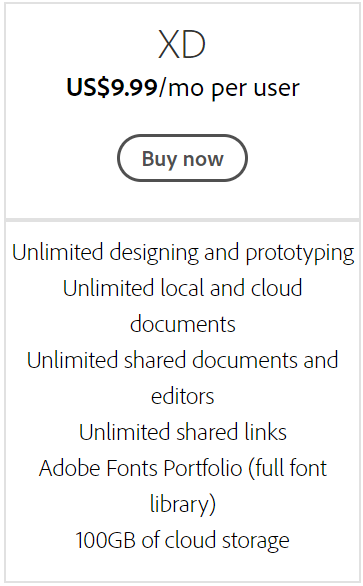 XD
US$9.99/mo per user
Buy now
Unlimited designing and prototyping
Unlimited local and cloud
documents
Unlimited shared documents and
editors
Unlimited shared links
Adobe Fonts Portfolio (full font
library)
100GB of cloud storage